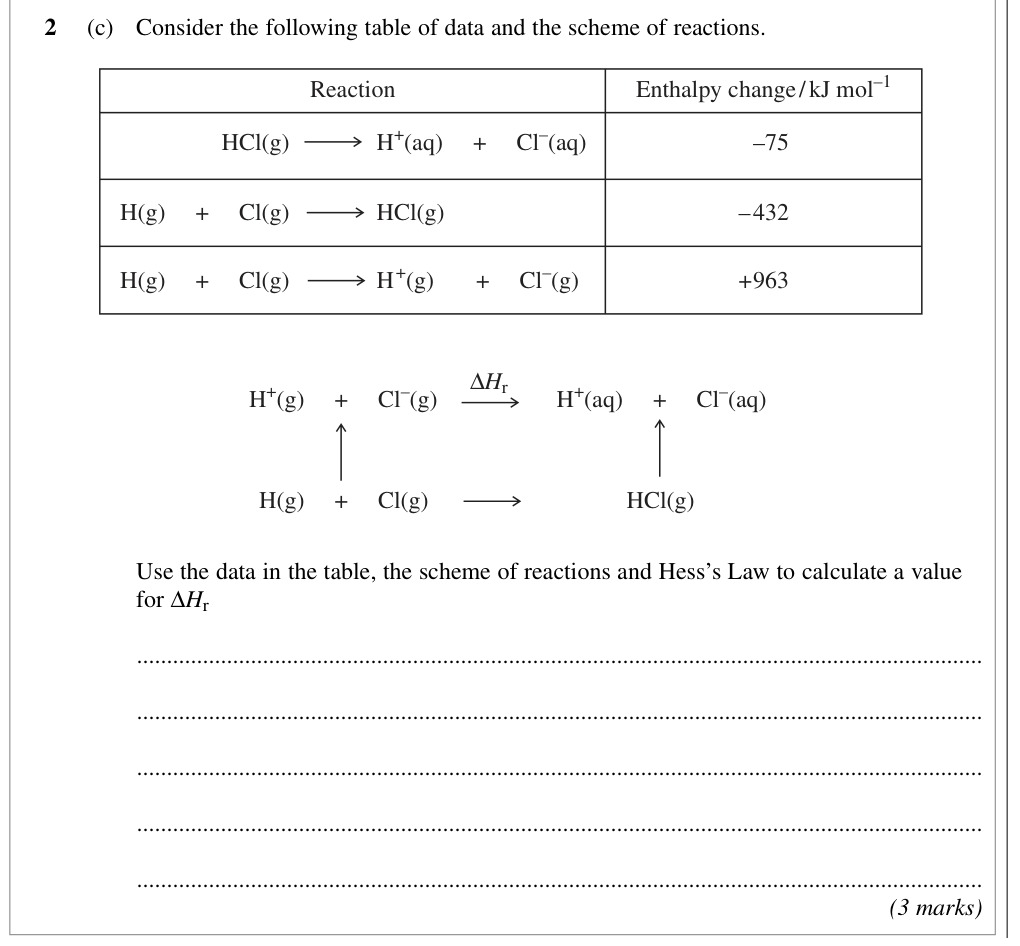 2 (c) Consider the following table of data and the scheme of reactions.
Reaction Enthalpy change/kJ mol⁻¹
HCl(g) ⟶ H⁺(aq) + Cl⁻(aq) –75
H(g) + Cl(g) ⟶ HCl(g) –432
H(g) + Cl(g) ⟶ H⁺(g) + Cl⁻(g) +963
ΔHr
H⁺(g) + Cl⁻(g) ⟶ H⁺(aq) + Cl⁻(aq)
H(g) + Cl(g) ⟶ HCl(g)
Use the data in the table, the scheme of reactions and Hess’s Law to calculate a value
for ΔHr
(3 marks)